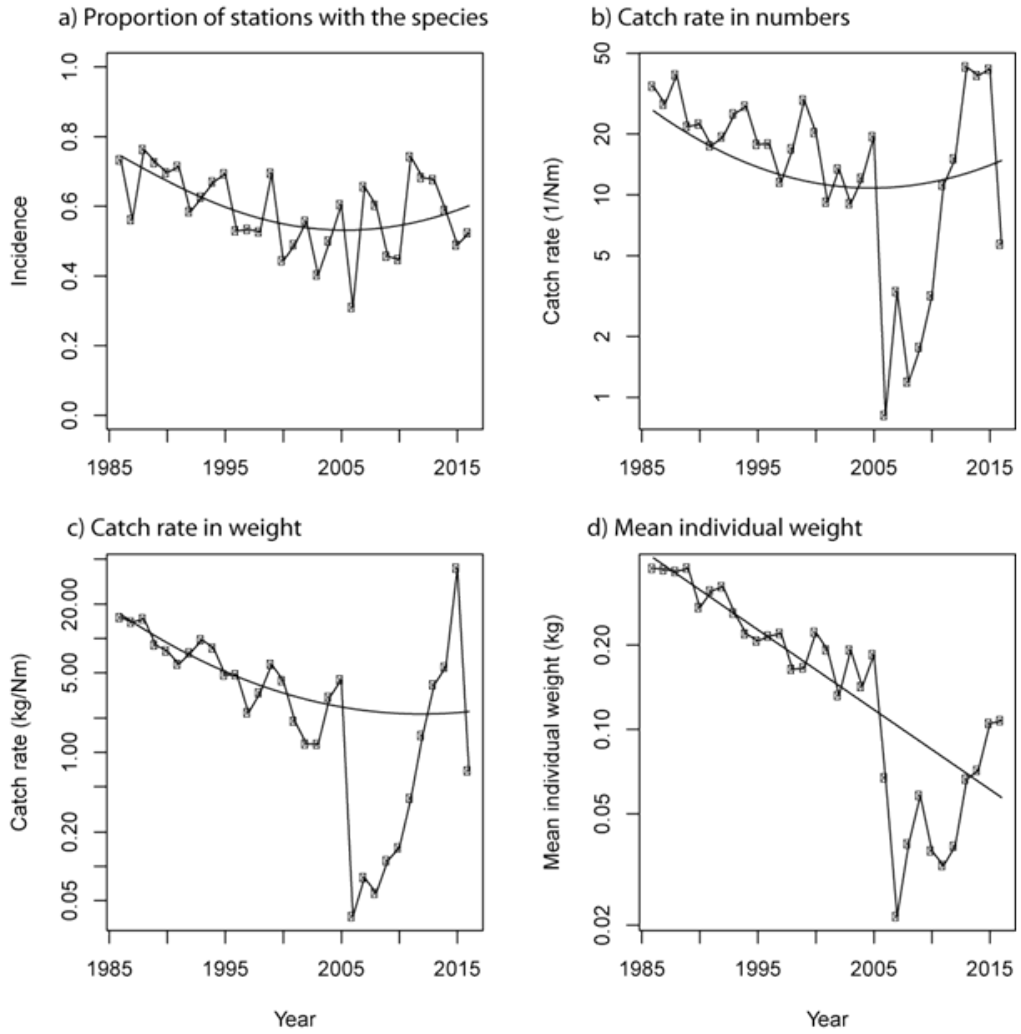 a) Proportion of stations with the species
1.0
0.8
0.6
0.4
0.2
0.0
Incidence
1985 1995 2005 2015
b) Catch rate in numbers
50
20
10
5
2
1
Catch rate (1/Nm)
1985 1995 2005 2015
c) Catch rate in weight
20.00
5.00
1.00
0.20
0.05
Catch rate (kg/Nm)
1985 1995 2005 2015
Year
d) Mean individual weight
0.20
0.10
0.05
0.02
Mean individual weight (kg)
1985 1995 2005 2015
Year